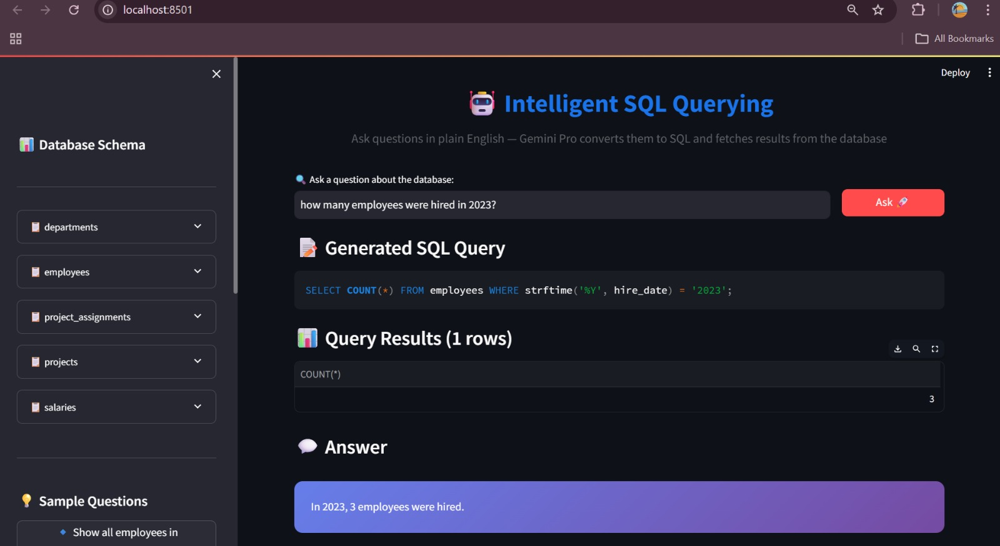 localhost:8501
All Bookmarks
Deploy
Database Schema
departments
employees
project_assignments
projects
salaries
Sample Questions
Show all employees in
Intelligent SQL Querying
Ask questions in plain English — Gemini Pro converts them to SQL and fetches results from the database
Ask a question about the database:
how many employees were hired in 2023?
Ask
Generated SQL Query
SELECT COUNT(*) FROM employees WHERE strftime('%Y', hire_date) = '2023';
Query Results (1 rows)
COUNT(*)
3
Answer
In 2023, 3 employees were hired.